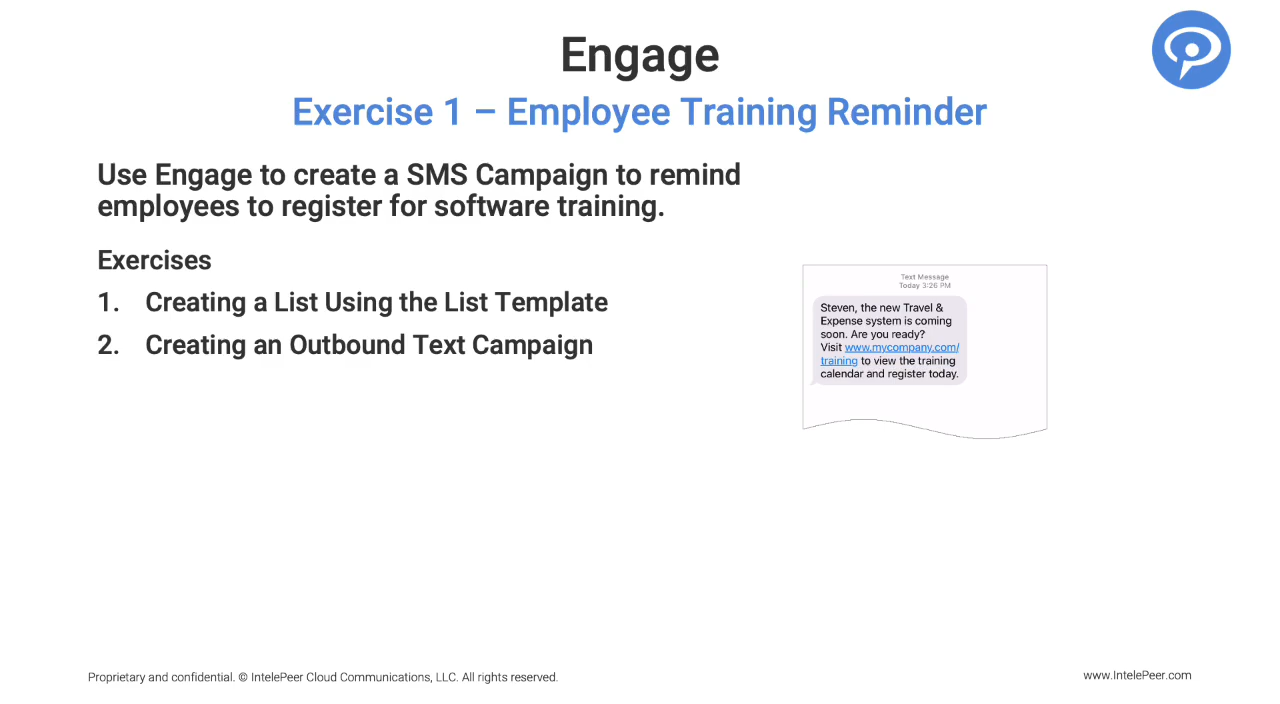 Engage
Exercise 1 – Employee Training Reminder
Use Engage to create a SMS Campaign to remind
employees to register for software training.
Exercises
1. Creating a List Using the List Template
2. Creating an Outbound Text Campaign
Text Message
Today 3:26 PM
Steven, the new Travel &
Expense system is coming
soon. Are you ready?
Visit www.mycompany.com/
training to view the training
calendar and register today.
Proprietary and confidential. © IntelePeer Cloud Communications, LLC. All rights reserved.
www.IntelePeer.com